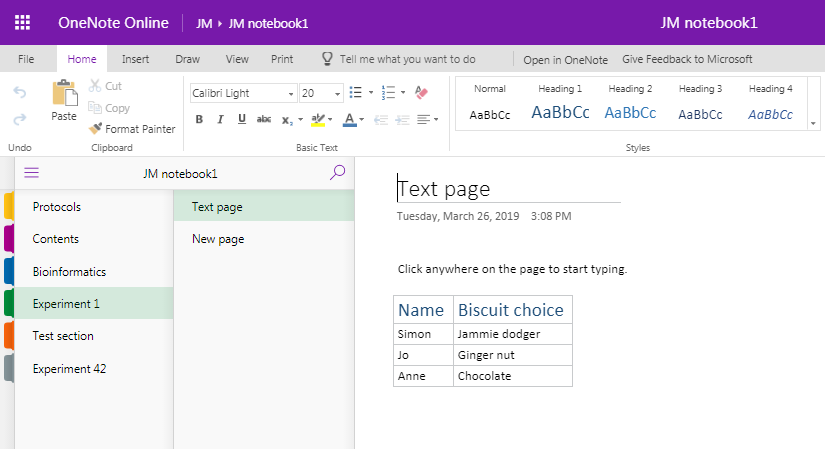 OneNote Online JM ▸ JM notebook1 JM notebook1
File Home Insert Draw View Print Tell me what you want to do Open in OneNote Give Feedback to Microsoft
Undo
Paste
Cut
Copy
Format Painter
Clipboard
Calibri Light 20
B I U abc x₂ A
Basic Text
Normal Heading 1 Heading 2 Heading 3 Heading 4
AaBbCc AaBbCc AaBbCc AaBbCc AaBbCc
Styles
JM notebook1
Protocols
Contents
Bioinformatics
Experiment 1
Test section
Experiment 42
Text page
New page
Text page
Tuesday, March 26, 2019 3:08 PM
Click anywhere on the page to start typing.
Name Biscuit choice
Simon Jammie dodger
Jo Ginger nut
Anne Chocolate